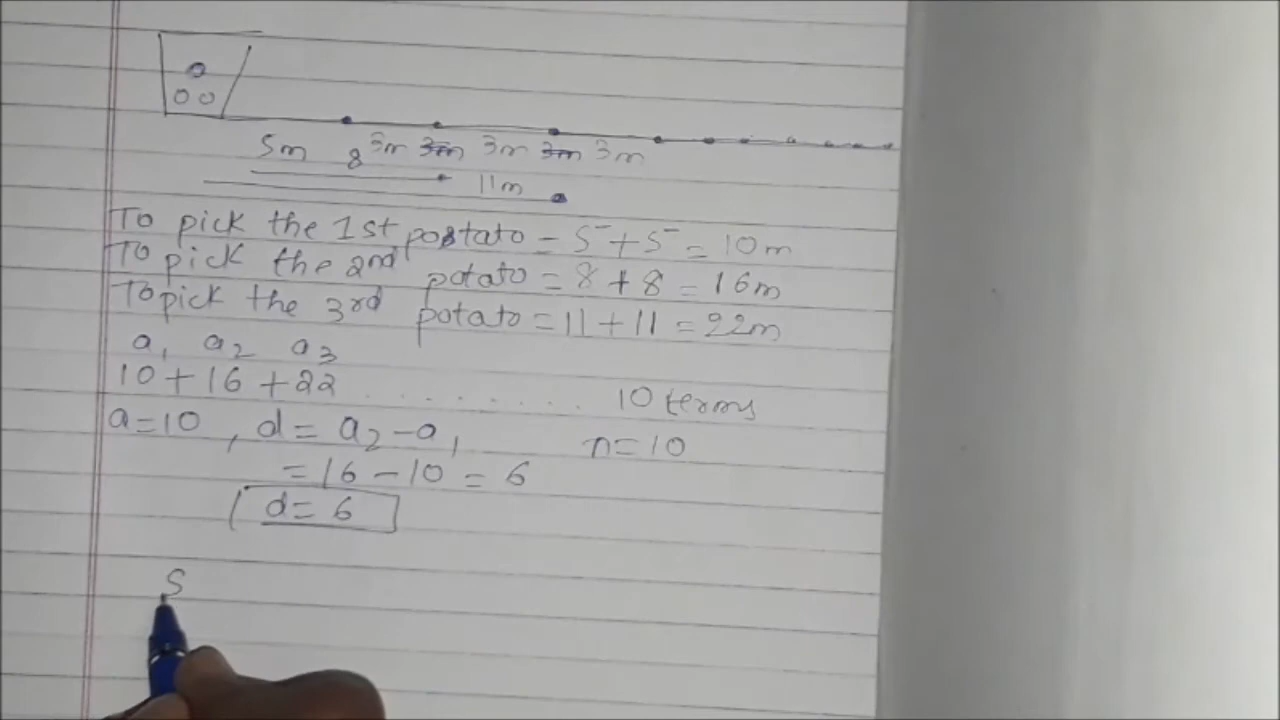 5m 8 3m 3m 3m 3m 3m
11m
To pick the 1st potato = 5 + 5 = 10m
To pick the 2nd potato = 8 + 8 = 16m
To pick the 3rd potato = 11 + 11 = 22m
a₁ a₂ a₃
10 + 16 + 22 . . . . . . . . 10 terms
a = 10 , d = a₂ - a₁ n = 10
= 16 - 10 = 6
d = 6
S